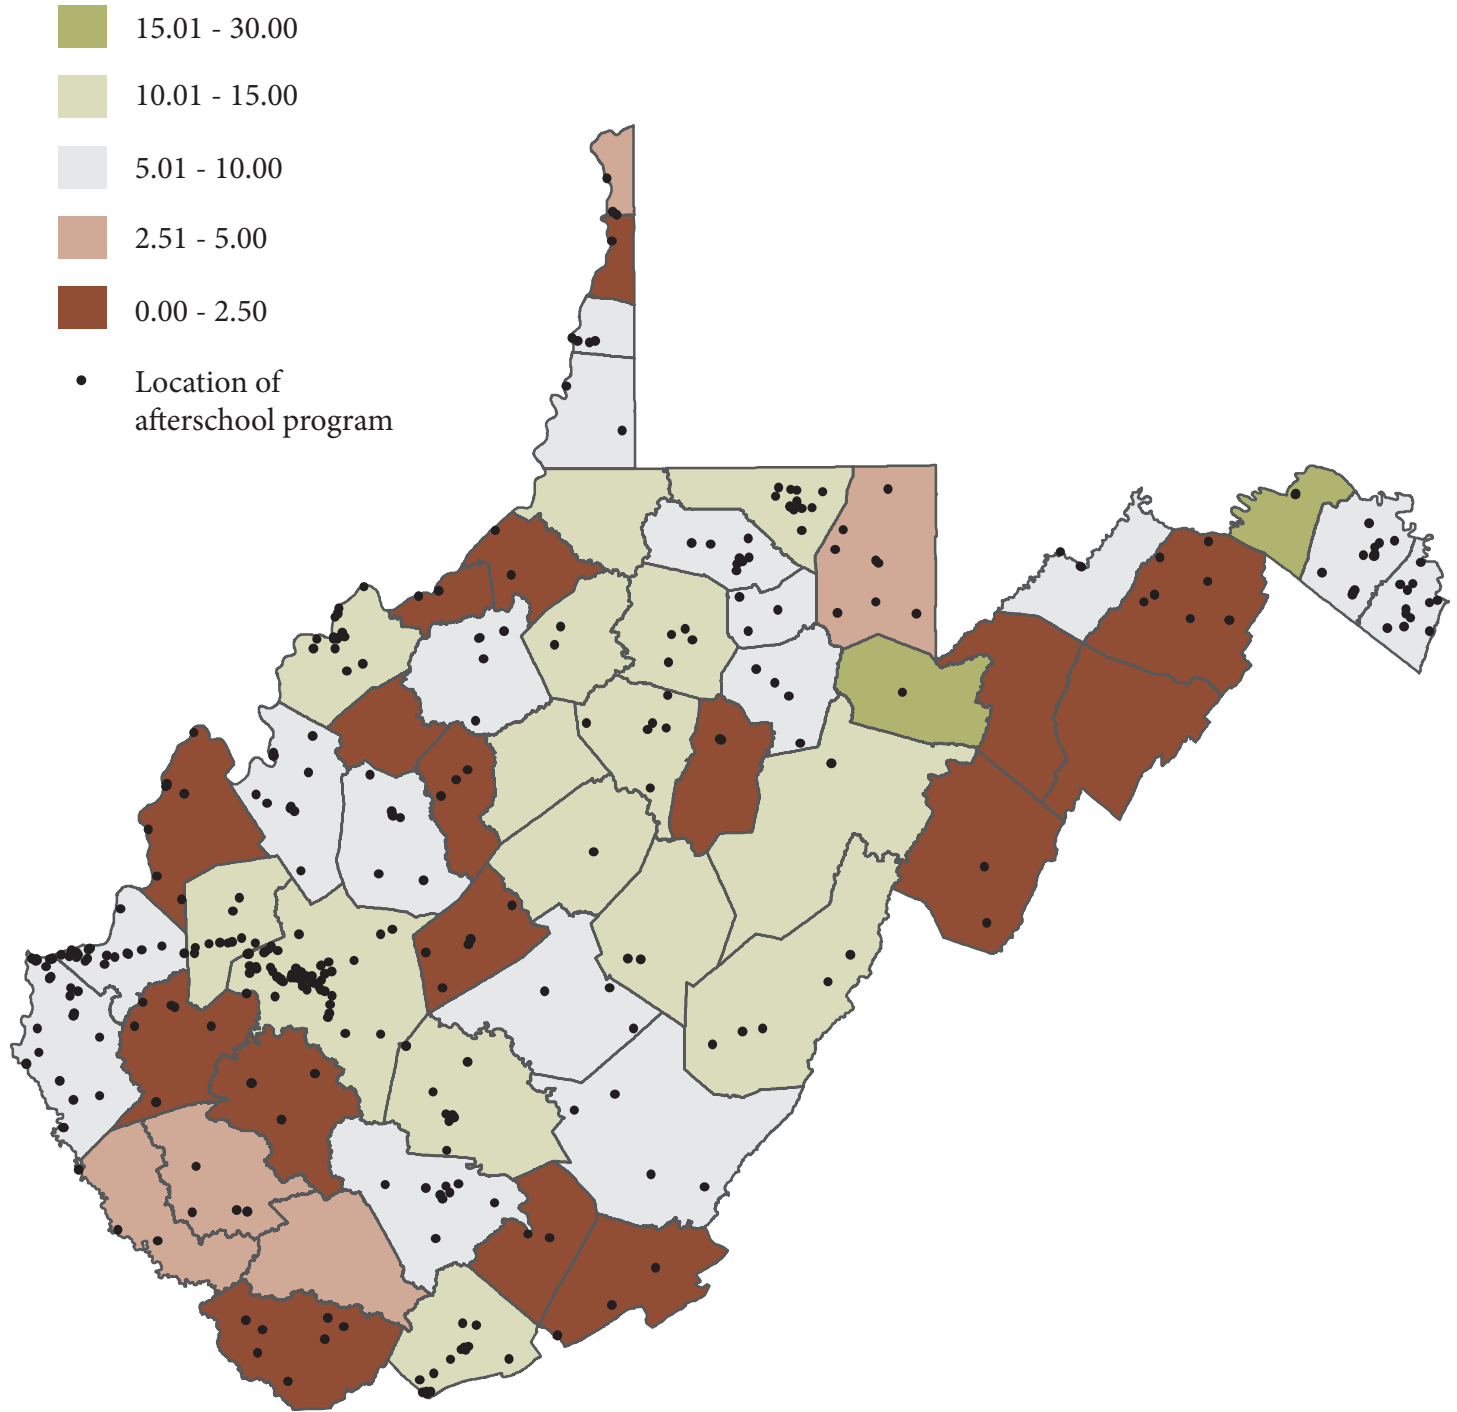 15.01 - 30.00
10.01 - 15.00
5.01 - 10.00
2.51 - 5.00
0.00 - 2.50
Location of
afterschool program